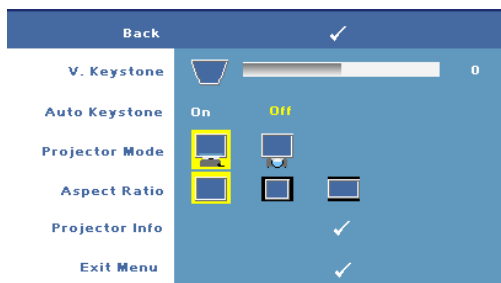 Back
V. Keystone 0
Auto Keystone On Off
Projector Mode
Aspect Ratio
Projector Info
Exit Menu